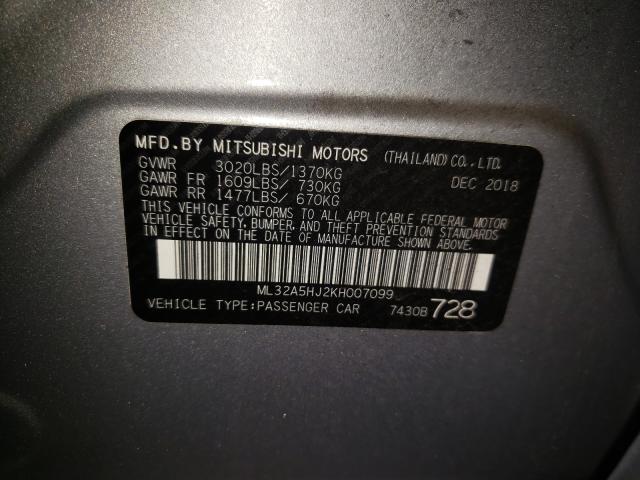 MFD.BY MITSUBISHI MOTORS (THAILAND) CO., LTD.
GVWR 3020LBS/1370KG DEC 2018
GAWR FR 1609LBS/ 730KG
GAWR RR 1477LBS/ 670KG
THIS VEHICLE CONFORMS TO ALL APPLICABLE FEDERAL MOTOR
VEHICLE SAFETY, BUMPER, AND THEFT PREVENTION STANDARDS
IN EFFECT ON THE DATE OF MANUFACTURE SHOWN ABOVE.
ML32A5HJ2KH007099
VEHICLE TYPE:PASSENGER CAR 7430B 728